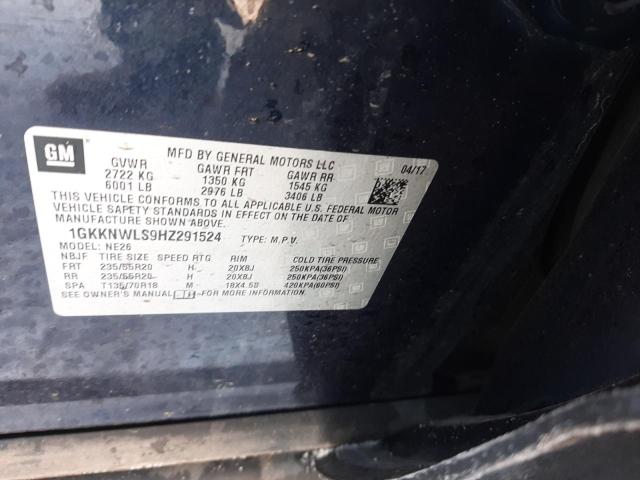 GM
MFD BY GENERAL MOTORS LLC 04/17
GVWR GAWR FRT GAWR RR
2722 KG 1350 KG 1545 KG
6001 LB 2976 LB 3406 LB
THIS VEHICLE CONFORMS TO ALL APPLICABLE U.S. FEDERAL MOTOR
VEHICLE SAFETY STANDARDS IN EFFECT ON THE DATE OF
MANUFACTURE SHOWN ABOVE.
1GKKNWLS9HZ291524 TYPE: M.P.V.
MODEL: NE26
NBJF TIRE SIZE SPEED RTG RIM COLD TIRE PRESSURE
FRT 235/55R20 H 20X8J 250KPA(36PSI)
RR 235/55R20 H 20X8J 250KPA(36PSI)
SPA T135/70R18 M 18X4.5B 420KPA(60PSI)
SEE OWNER'S MANUAL FOR ADDITIONAL INFORMATION.